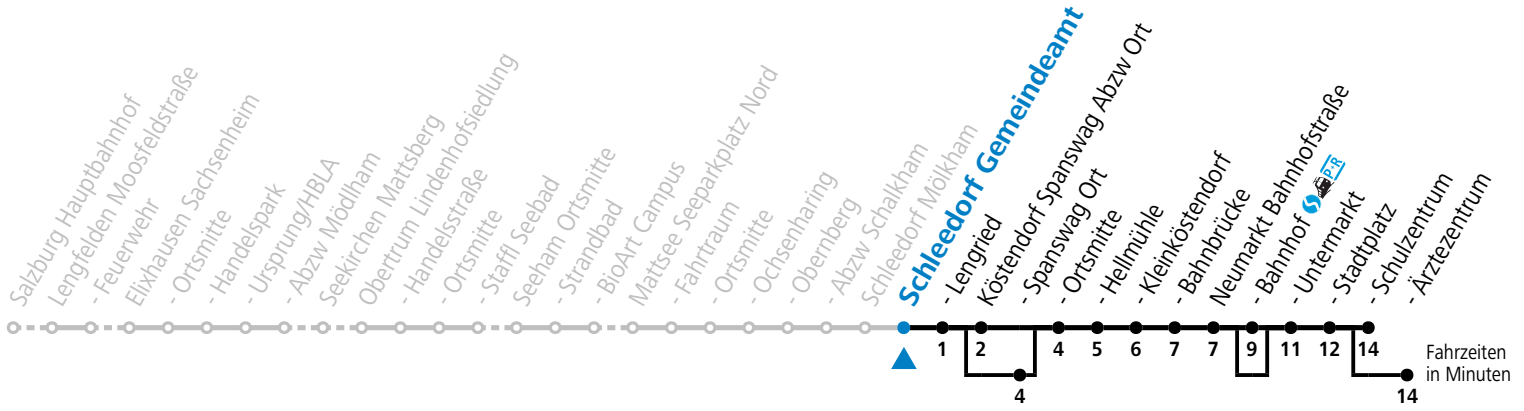 Salzburg Hauptbahnhof
Lengfelden Moosfeldstraße
- Feuerwehr
Elixhausen Sachsenheim
- Ortsmitte
- Handelspark
- Ursprung/HBLA
Abzw Mödlham
Seekirchen Mattsberg
Obertrum Lindenhofsiedlung
- Handelsstraße
- Ortsmitte
- Staffl Seebad
Seeham Ortsmitte
- Strandbad
- BioArt Campus
Mattsee Seeparkplatz Nord
- Fahrtraum
- Ortsmitte
- Ochsenharing
- Obernberg
- Abzw Schalkham
Schleedorf Mölkham
Schleedorf Gemeindeamt
- Lengried
Köstendorf Spanswag Abzw Ort
- Spanswag Ort
- Ortsmitte
- Hellmühle
- Kleinköstendorf
- Bahnbrücke
Neumarkt Bahnhofstraße
- Bahnhof P+R
- Untermarkt
- Stadtplatz
- Schulzentrum
- Ärztezentrum
1 2 4 5 6 7 7 9 11 12 14
4 14
Fahrzeiten
in Minuten